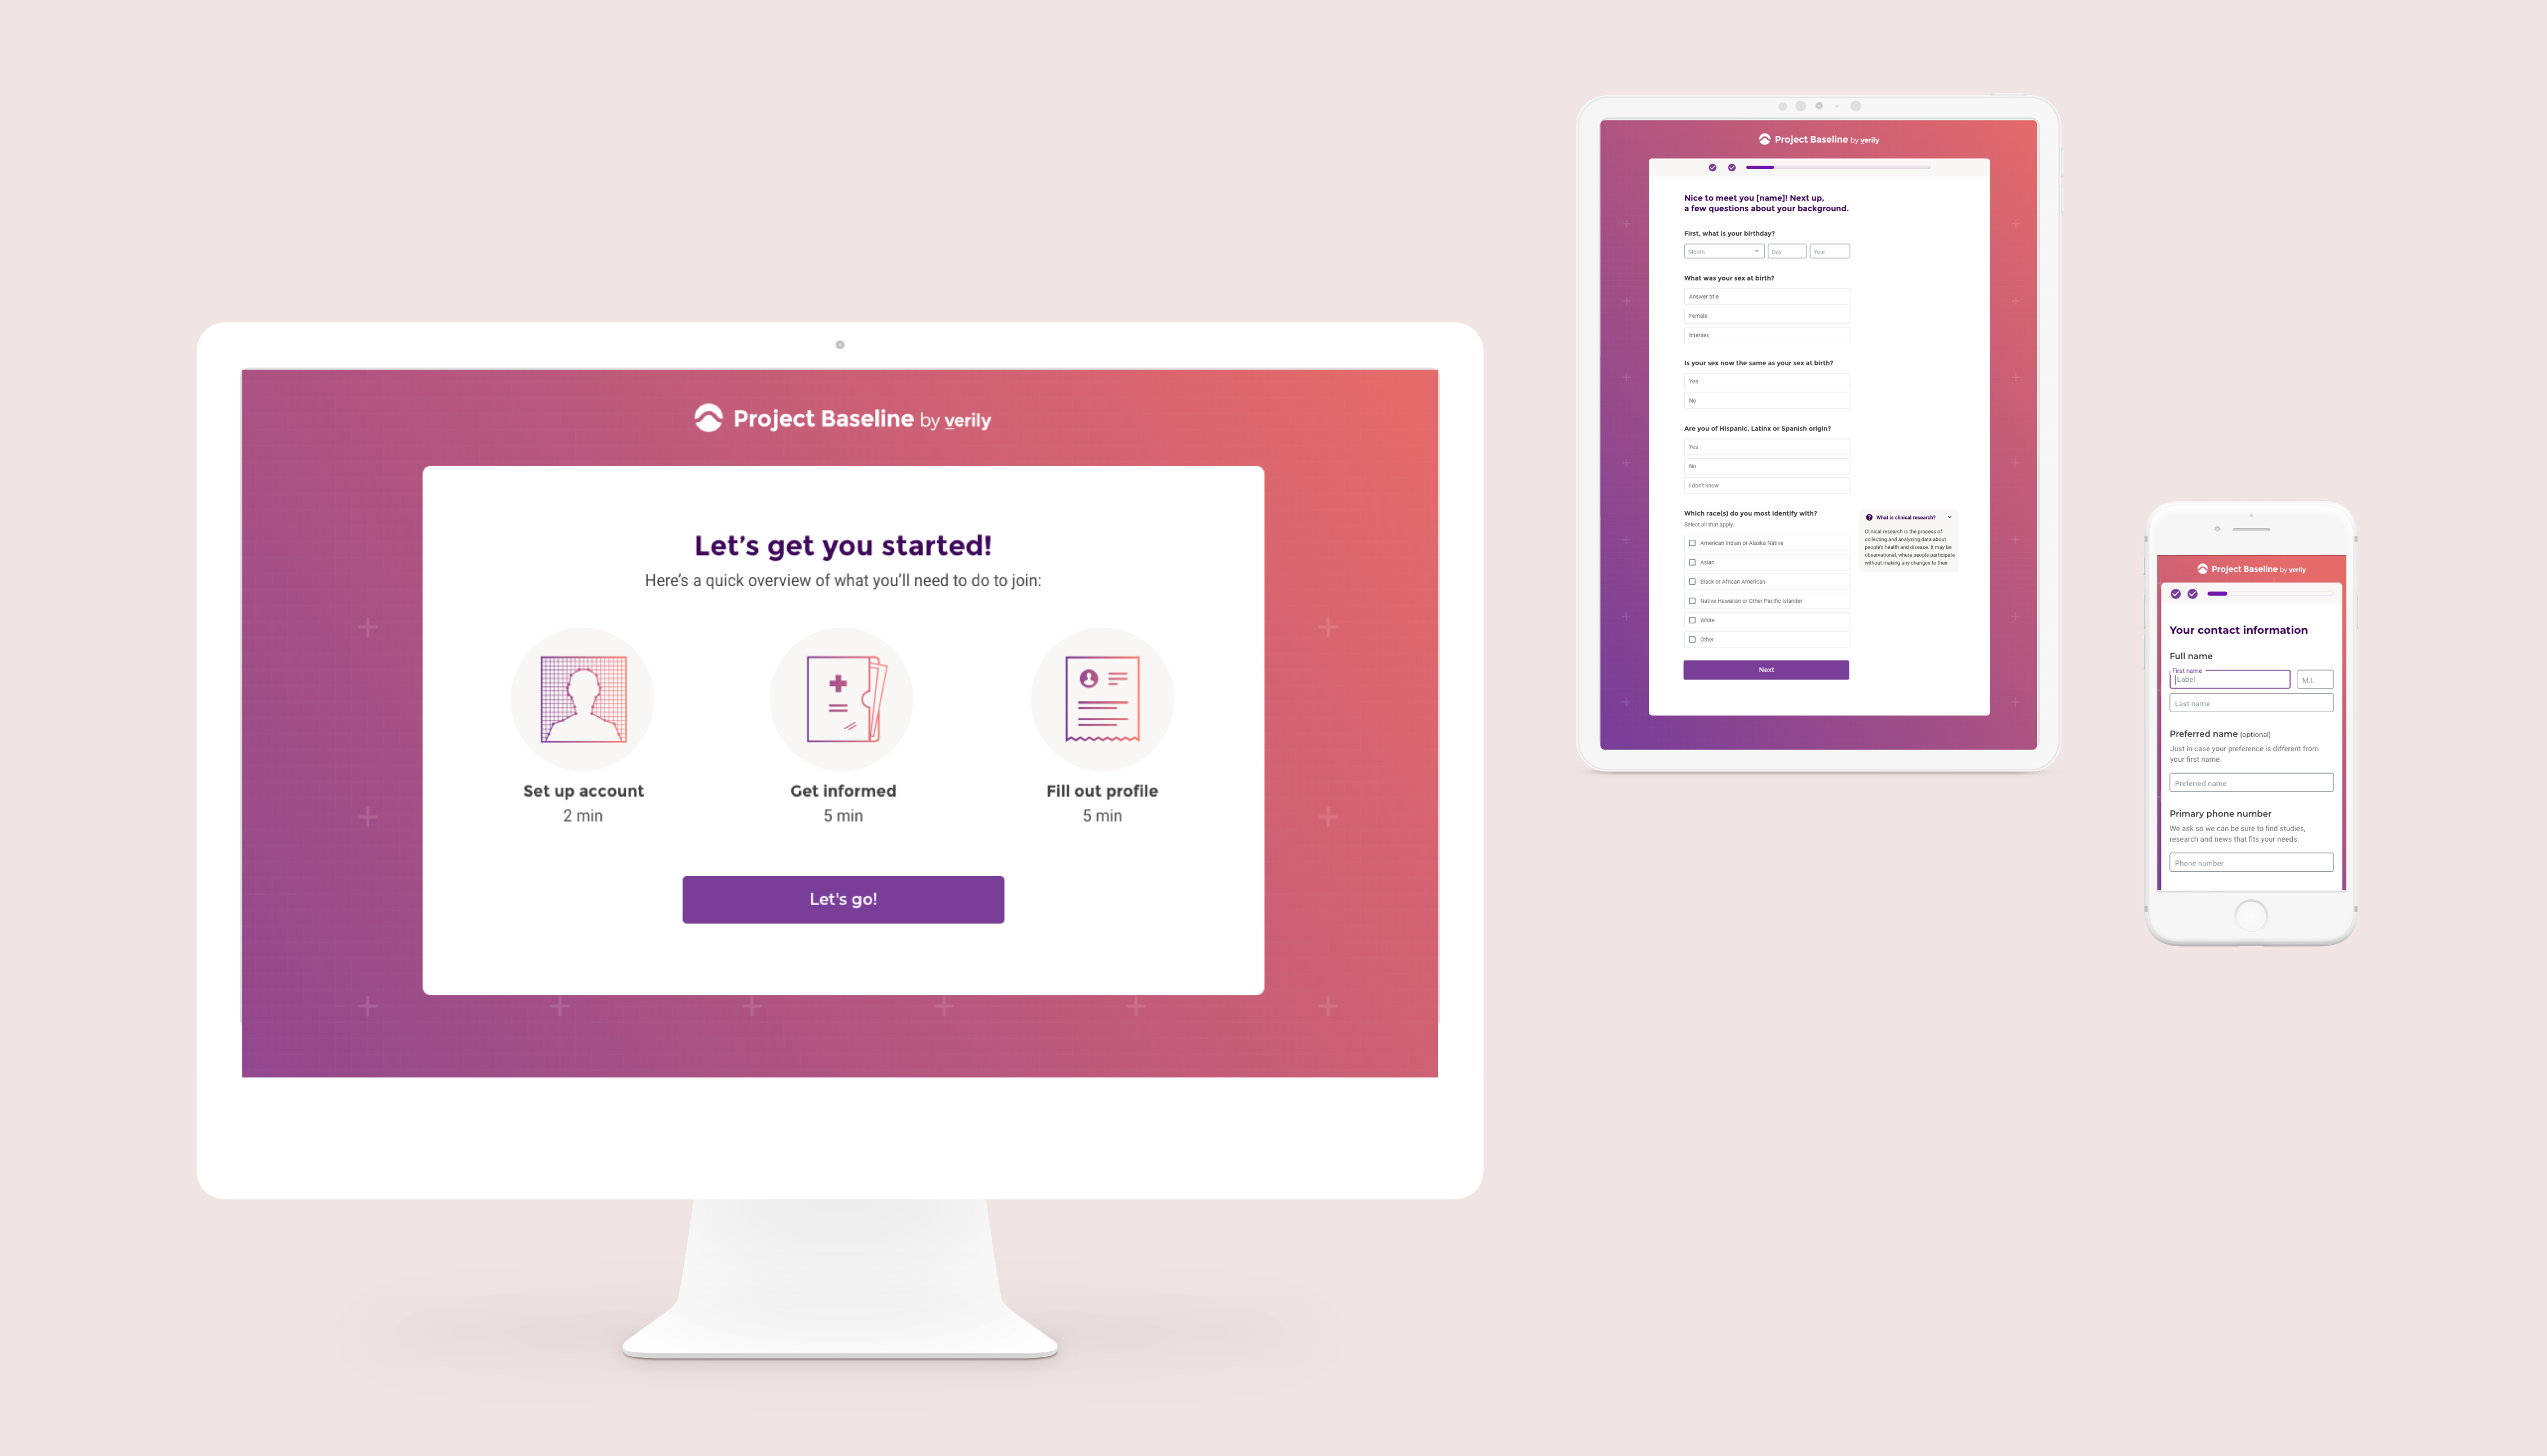 Project Baseline by verily
Let's get you started!
Here's a quick overview of what you'll need to do to join:
Set up account
2 min
Get informed
5 min
Fill out profile
5 min
Let's go!
Project Baseline by verily
Nice to meet you [name]! Next up,
a few questions about your background.
First, what is your birthday?
Month
Day
Year
What was your sex at birth?
Answer title
Female
Intersex
Is your sex now the same as your sex at birth?
Yes
No
Are you of Hispanic, Latinx or Spanish origin?
Yes
No
I don't know
Which race(s) do you most identify with?
Select all that apply.
American Indian or Alaska Native
Asian
Black or African American
Native Hawaiian or Other Pacific Islander
White
Other
What is clinical research?
Clinical research is the process of
collecting and analyzing data about
people's health and disease. It may be
observational, where people participate
without making any changes to their
Next
Project Baseline by verily
Your contact information
Full name
First name
Label
M.I.
Last name
Preferred name (optional)
Just in case your preference is different from
your first name.
Preferred name
Primary phone number
We ask so we can be sure to find studies,
research and news that fits your needs.
Phone number